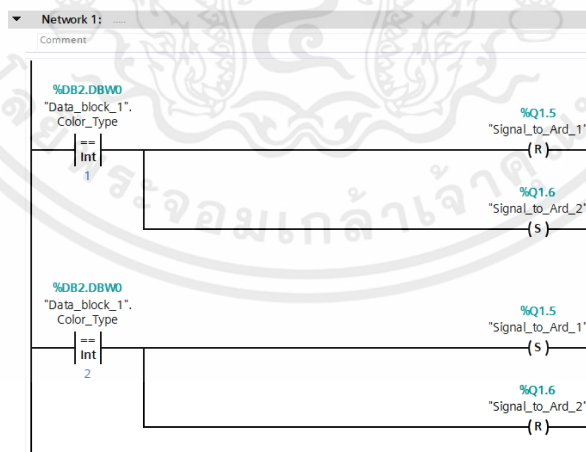 Network 1: .....
Comment
%DB2.DBW0
"Data_block_1".
Color_Type
==
Int
1
%Q1.5
"Signal_to_Ard_1"
( R )
%Q1.6
"Signal_to_Ard_2"
( S )
%DB2.DBW0
"Data_block_1".
Color_Type
==
Int
2
%Q1.5
"Signal_to_Ard_1"
( S )
%Q1.6
"Signal_to_Ard_2"
( R )